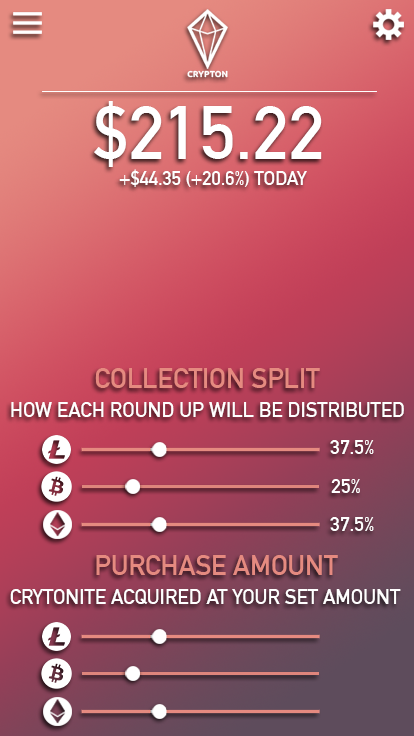 CRYPTON
$215.22
+$44.35 (+20.6%) TODAY
COLLECTION SPLIT
HOW EACH ROUND UP WILL BE DISTRIBUTED
37.5%
25%
37.5%
PURCHASE AMOUNT
CRYTONITE ACQUIRED AT YOUR SET AMOUNT